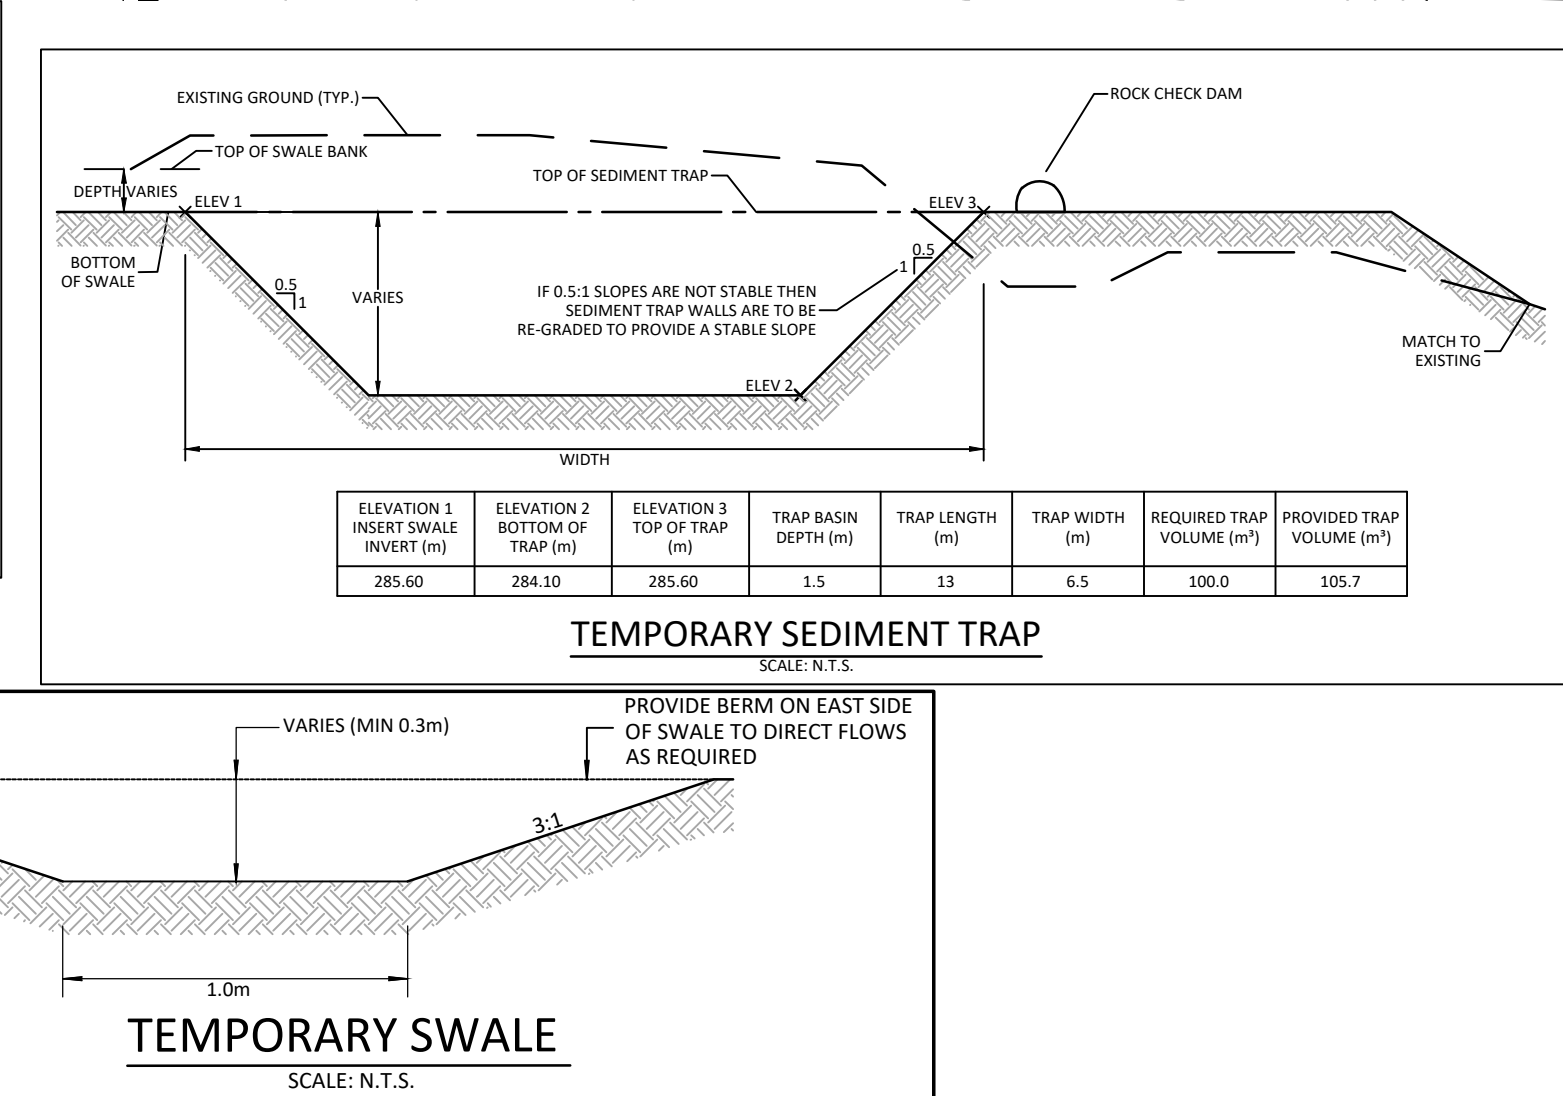 EXISTING GROUND (TYP.)
ROCK CHECK DAM
TOP OF SWALE BANK
TOP OF SEDIMENT TRAP
DEPTH VARIES
ELEV 1
ELEV 3
BOTTOM
OF SWALE
0.5
1
VARIES
0.5
1
IF 0.5:1 SLOPES ARE NOT STABLE THEN
SEDIMENT TRAP WALLS ARE TO BE
RE-GRADED TO PROVIDE A STABLE SLOPE
MATCH TO
EXISTING
ELEV 2
WIDTH
ELEVATION 1
INSERT SWALE
INVERT (m)
ELEVATION 2
BOTTOM OF
TRAP (m)
ELEVATION 3
TOP OF TRAP
(m)
TRAP BASIN
DEPTH (m)
TRAP LENGTH
(m)
TRAP WIDTH
(m)
REQUIRED TRAP
VOLUME (m³)
PROVIDED TRAP
VOLUME (m³)
285.60 284.10 285.60 1.5 13 6.5 100.0 105.7
TEMPORARY SEDIMENT TRAP
SCALE: N.T.S.
VARIES (MIN 0.3m)
PROVIDE BERM ON EAST SIDE
OF SWALE TO DIRECT FLOWS
AS REQUIRED
3:1
1.0m
TEMPORARY SWALE
SCALE: N.T.S.